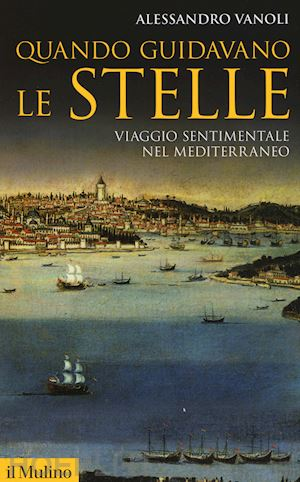 ALESSANDRO VANOLI
QUANDO GUIDAVANO
LE STELLE
VIAGGIO SENTIMENTALE
NEL MEDITERRANEO
il Mulino